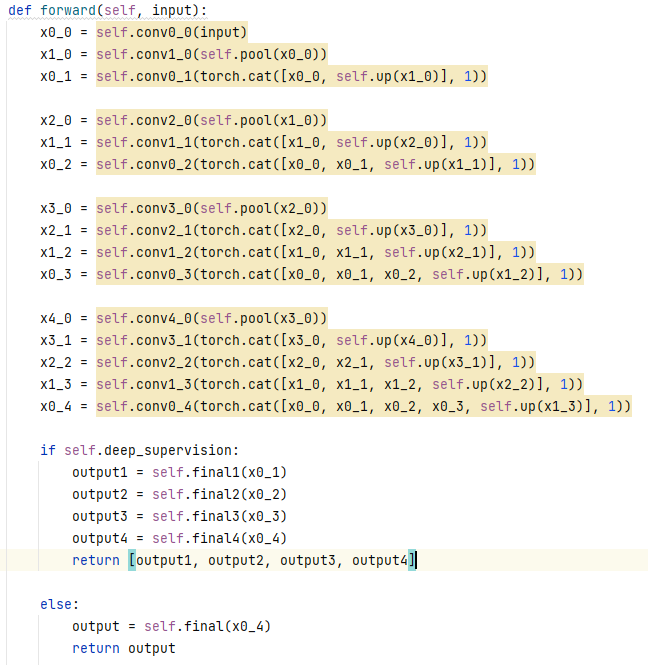 def forward(self, input):
    x0_0 = self.conv0_0(input)
    x1_0 = self.conv1_0(self.pool(x0_0))
    x0_1 = self.conv0_1(torch.cat([x0_0, self.up(x1_0)], 1))

    x2_0 = self.conv2_0(self.pool(x1_0))
    x1_1 = self.conv1_1(torch.cat([x1_0, self.up(x2_0)], 1))
    x0_2 = self.conv0_2(torch.cat([x0_0, x0_1, self.up(x1_1)], 1))

    x3_0 = self.conv3_0(self.pool(x2_0))
    x2_1 = self.conv2_1(torch.cat([x2_0, self.up(x3_0)], 1))
    x1_2 = self.conv1_2(torch.cat([x1_0, x1_1, self.up(x2_1)], 1))
    x0_3 = self.conv0_3(torch.cat([x0_0, x0_1, x0_2, self.up(x1_2)], 1))

    x4_0 = self.conv4_0(self.pool(x3_0))
    x3_1 = self.conv3_1(torch.cat([x3_0, self.up(x4_0)], 1))
    x2_2 = self.conv2_2(torch.cat([x2_0, x2_1, self.up(x3_1)], 1))
    x1_3 = self.conv1_3(torch.cat([x1_0, x1_1, x1_2, self.up(x2_2)], 1))
    x0_4 = self.conv0_4(torch.cat([x0_0, x0_1, x0_2, x0_3, self.up(x1_3)], 1))

    if self.deep_supervision:
        output1 = self.final1(x0_1)
        output2 = self.final2(x0_2)
        output3 = self.final3(x0_3)
        output4 = self.final4(x0_4)
        return [output1, output2, output3, output4]

    else:
        output = self.final(x0_4)
        return output